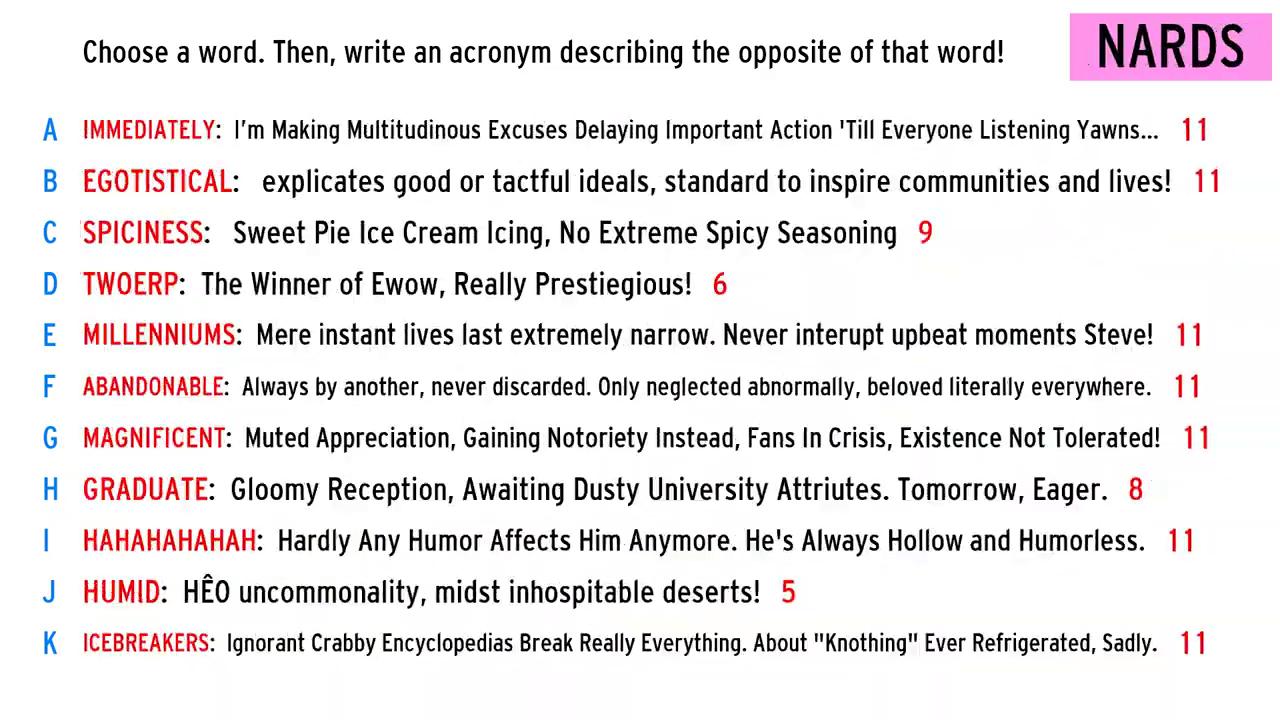 Choose a word. Then, write an acronym describing the opposite of that word!
NARDS
A IMMEDIATELY: I'm Making Multitudinous Excuses Delaying Important Action 'Till Everyone Listening Yawns... 11
B EGOTISTICAL: explicates good or tactful ideals, standard to inspire communities and lives! 11
C SPICINESS: Sweet Pie Ice Cream Icing, No Extreme Spicy Seasoning 9
D TWOERP: The Winner of Ewow, Really Prestiegious! 6
E MILLENNIUMS: Mere instant lives last extremely narrow. Never interupt upbeat moments Steve! 11
F ABANDONABLE: Always by another, never discarded. Only neglected abnormally, beloved literally everywhere. 11
G MAGNIFICENT: Muted Appreciation, Gaining Notoriety Instead, Fans In Crisis, Existence Not Tolerated! 11
H GRADUATE: Gloomy Reception, Awaiting Dusty University Attriutes. Tomorrow, Eager. 8
I HAHAHAHAHAH: Hardly Any Humor Affects Him Anymore. He's Always Hollow and Humorless. 11
J HUMID: HÊO uncommonality, midst inhospitable deserts! 5
K ICEBREAKERS: Ignorant Crabby Encyclopedias Break Really Everything. About "Knothing" Ever Refrigerated, Sadly. 11